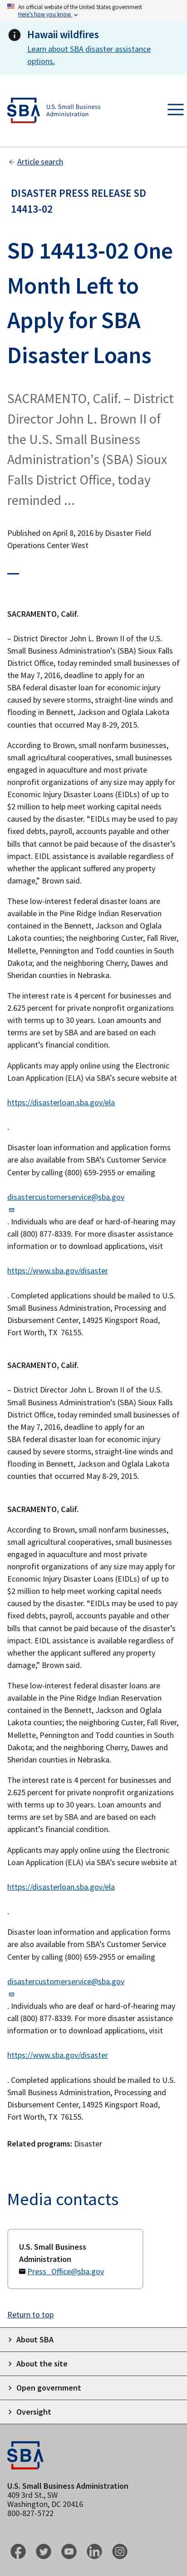 An official website of the United States government
Here's how you know
Hawaii wildfires
Learn about SBA disaster assistance
options.
SBA
U.S. Small Business
Administration
Article search
DISASTER PRESS RELEASE SD
14413-02
SD 14413-02 One
Month Left to
Apply for SBA
Disaster Loans
SACRAMENTO, Calif. – District
Director John L. Brown II of
the U.S. Small Business
Administration's (SBA) Sioux
Falls District Office, today
reminded ...
Published on April 8, 2016 by Disaster Field
Operations Center West
SACRAMENTO, Calif.
– District Director John L. Brown II of the U.S.
Small Business Administration's (SBA) Sioux Falls
District Office, today reminded small businesses of
the May 7, 2016, deadline to apply for an
SBA federal disaster loan for economic injury
caused by severe storms, straight-line winds and
flooding in Bennett, Jackson and Oglala Lakota
counties that occurred May 8-29, 2015.
According to Brown, small nonfarm businesses,
small agricultural cooperatives, small businesses
engaged in aquaculture and most private
nonprofit organizations of any size may apply for
Economic Injury Disaster Loans (EIDLs) of up to
$2 million to help meet working capital needs
caused by the disaster. "EIDLs may be used to pay
fixed debts, payroll, accounts payable and other
bills that cannot be paid because of the disaster's
impact. EIDL assistance is available regardless of
whether the applicant suffered any property
damage," Brown said.
These low-interest federal disaster loans are
available in the Pine Ridge Indian Reservation
contained in the Bennett, Jackson and Oglala
Lakota counties; the neighboring Custer, Fall River,
Mellette, Pennington and Todd counties in South
Dakota; and the neighboring Cherry, Dawes and
Sheridan counties in Nebraska.
The interest rate is 4 percent for businesses and
2.625 percent for private nonprofit organizations
with terms up to 30 years. Loan amounts and
terms are set by SBA and are based on each
applicant's financial condition.
Applicants may apply online using the Electronic
Loan Application (ELA) via SBA's secure website at
https://disasterloan.sba.gov/ela
.
Disaster loan information and application forms
are also available from SBA's Customer Service
Center by calling (800) 659-2955 or emailing
disastercustomerservice@sba.gov
. Individuals who are deaf or hard-of-hearing may
call (800) 877-8339. For more disaster assistance
information or to download applications, visit
https://www.sba.gov/disaster
. Completed applications should be mailed to U.S.
Small Business Administration, Processing and
Disbursement Center, 14925 Kingsport Road,
Fort Worth, TX 76155.
SACRAMENTO, Calif.
– District Director John L. Brown II of the U.S.
Small Business Administration's (SBA) Sioux Falls
District Office, today reminded small businesses of
the May 7, 2016, deadline to apply for an
SBA federal disaster loan for economic injury
caused by severe storms, straight-line winds and
flooding in Bennett, Jackson and Oglala Lakota
counties that occurred May 8-29, 2015.
SACRAMENTO, Calif.
According to Brown, small nonfarm businesses,
small agricultural cooperatives, small businesses
engaged in aquaculture and most private
nonprofit organizations of any size may apply for
Economic Injury Disaster Loans (EIDLs) of up to
$2 million to help meet working capital needs
caused by the disaster. "EIDLs may be used to pay
fixed debts, payroll, accounts payable and other
bills that cannot be paid because of the disaster's
impact. EIDL assistance is available regardless of
whether the applicant suffered any property
damage," Brown said.
These low-interest federal disaster loans are
available in the Pine Ridge Indian Reservation
contained in the Bennett, Jackson and Oglala
Lakota counties; the neighboring Custer, Fall River,
Mellette, Pennington and Todd counties in South
Dakota; and the neighboring Cherry, Dawes and
Sheridan counties in Nebraska.
The interest rate is 4 percent for businesses and
2.625 percent for private nonprofit organizations
with terms up to 30 years. Loan amounts and
terms are set by SBA and are based on each
applicant's financial condition.
Applicants may apply online using the Electronic
Loan Application (ELA) via SBA's secure website at
https://disasterloan.sba.gov/ela
.
Disaster loan information and application forms
are also available from SBA's Customer Service
Center by calling (800) 659-2955 or emailing
disastercustomerservice@sba.gov
. Individuals who are deaf or hard-of-hearing may
call (800) 877-8339. For more disaster assistance
information or to download applications, visit
https://www.sba.gov/disaster
. Completed applications should be mailed to U.S.
Small Business Administration, Processing and
Disbursement Center, 14925 Kingsport Road,
Fort Worth, TX 76155.
Related programs: Disaster
Media contacts
U.S. Small Business
Administration
Press_Office@sba.gov
Return to top
About SBA
About the site
Open government
Oversight
SBA
U.S. Small Business Administration
409 3rd St., SW
Washington, DC 20416
800-827-5722